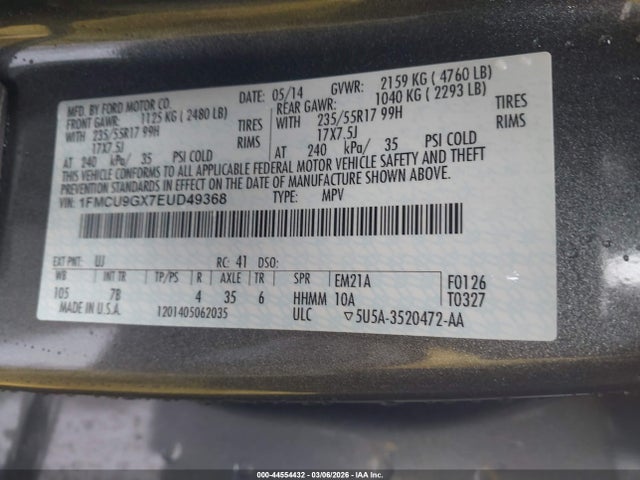 MFD. BY FORD MOTOR CO. DATE: 05/14 GVWR: 2159 KG ( 4760 LB)
FRONT GAWR: 1125 KG ( 2480 LB) REAR GAWR: 1040 KG ( 2293 LB)
WITH 235/55R17 99H TIRES WITH 235/55R17 99H TIRES
17X7.5J RIMS 17X7.5J RIMS
AT 240 kPa/ 35 PSI COLD AT 240 kPa/ 35 PSI COLD
THIS VEHICLE CONFORMS TO ALL APPLICABLE FEDERAL MOTOR VEHICLE SAFETY AND THEFT
PREVENTION STANDARDS IN EFFECT ON THE DATE OF MANUFACTURE SHOWN ABOVE.
VIN: 1FMCU9GX7EUD49368 TYPE: MPV
EXT PNT: UJ RC: 41 DSO:
WB INT TR TP/PS R AXLE TR SPR EM21A F0126
105 7B 4 35 6 HHMM 10A T0327
MADE IN U.S.A. 1201405062035 ULC ▽5U5A-3520472-AA
000-44554432 - 03/06/2026 - IAA Inc.